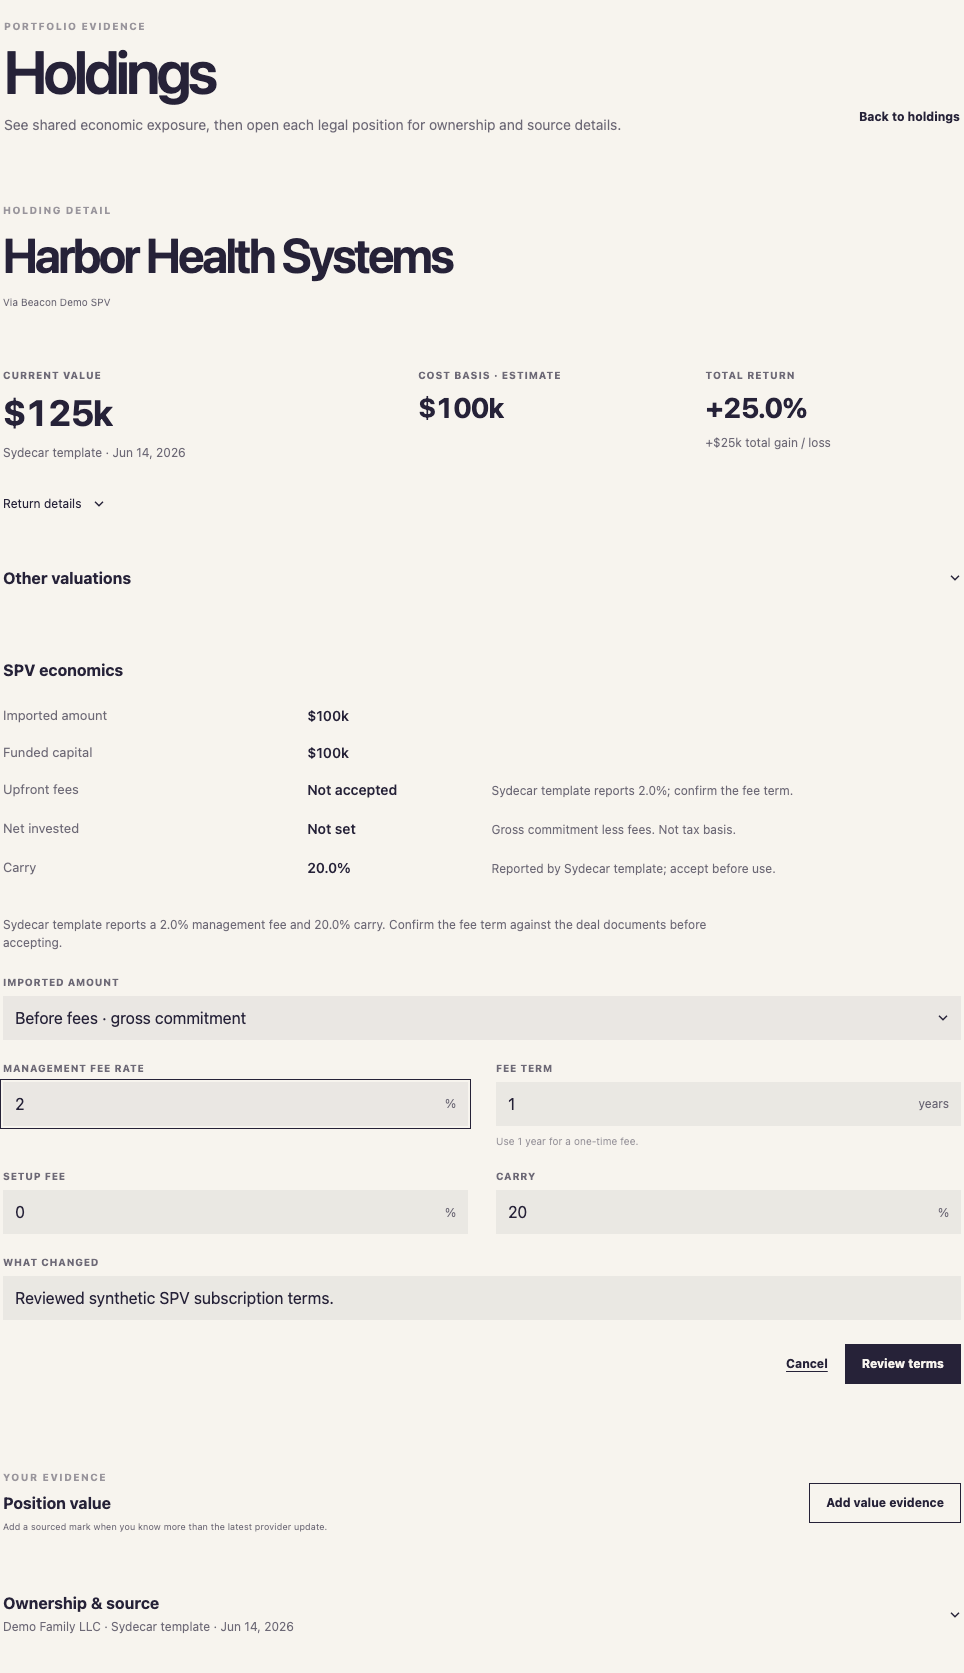 PORTFOLIO EVIDENCE
Holdings
See shared economic exposure, then open each legal position for ownership and source details.
Back to holdings
HOLDING DETAIL
Harbor Health Systems
Via Beacon Demo SPV
CURRENT VALUE
$125k
Sydecar template · Jun 14, 2026
COST BASIS · ESTIMATE
$100k
TOTAL RETURN
+25.0%
+$25k total gain / loss
Return details
Other valuations
SPV economics
Imported amount $100k
Funded capital $100k
Upfront fees Not accepted Sydecar template reports 2.0%; confirm the fee term.
Net invested Not set Gross commitment less fees. Not tax basis.
Carry 20.0% Reported by Sydecar template; accept before use.
Sydecar template reports a 2.0% management fee and 20.0% carry. Confirm the fee term against the deal documents before
accepting.
IMPORTED AMOUNT
Before fees · gross commitment
MANAGEMENT FEE RATE
2 %
FEE TERM
1 years
Use 1 year for a one-time fee.
SETUP FEE
0 %
CARRY
20 %
WHAT CHANGED
Reviewed synthetic SPV subscription terms.
Cancel
Review terms
YOUR EVIDENCE
Position value
Add a sourced mark when you know more than the latest provider update.
Add value evidence
Ownership & source
Demo Family LLC · Sydecar template · Jun 14, 2026